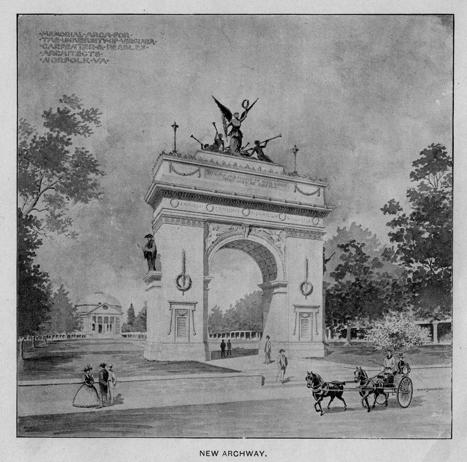 ·MEMORIAL·ARCH·FOR·
·THE·UNIVERSITY·OF·VIRGINIA·
·CARPENTER·&·PEEBLES·
·ARCHITECTS·
·NORFOLK·VA·
NEW ARCHWAY.